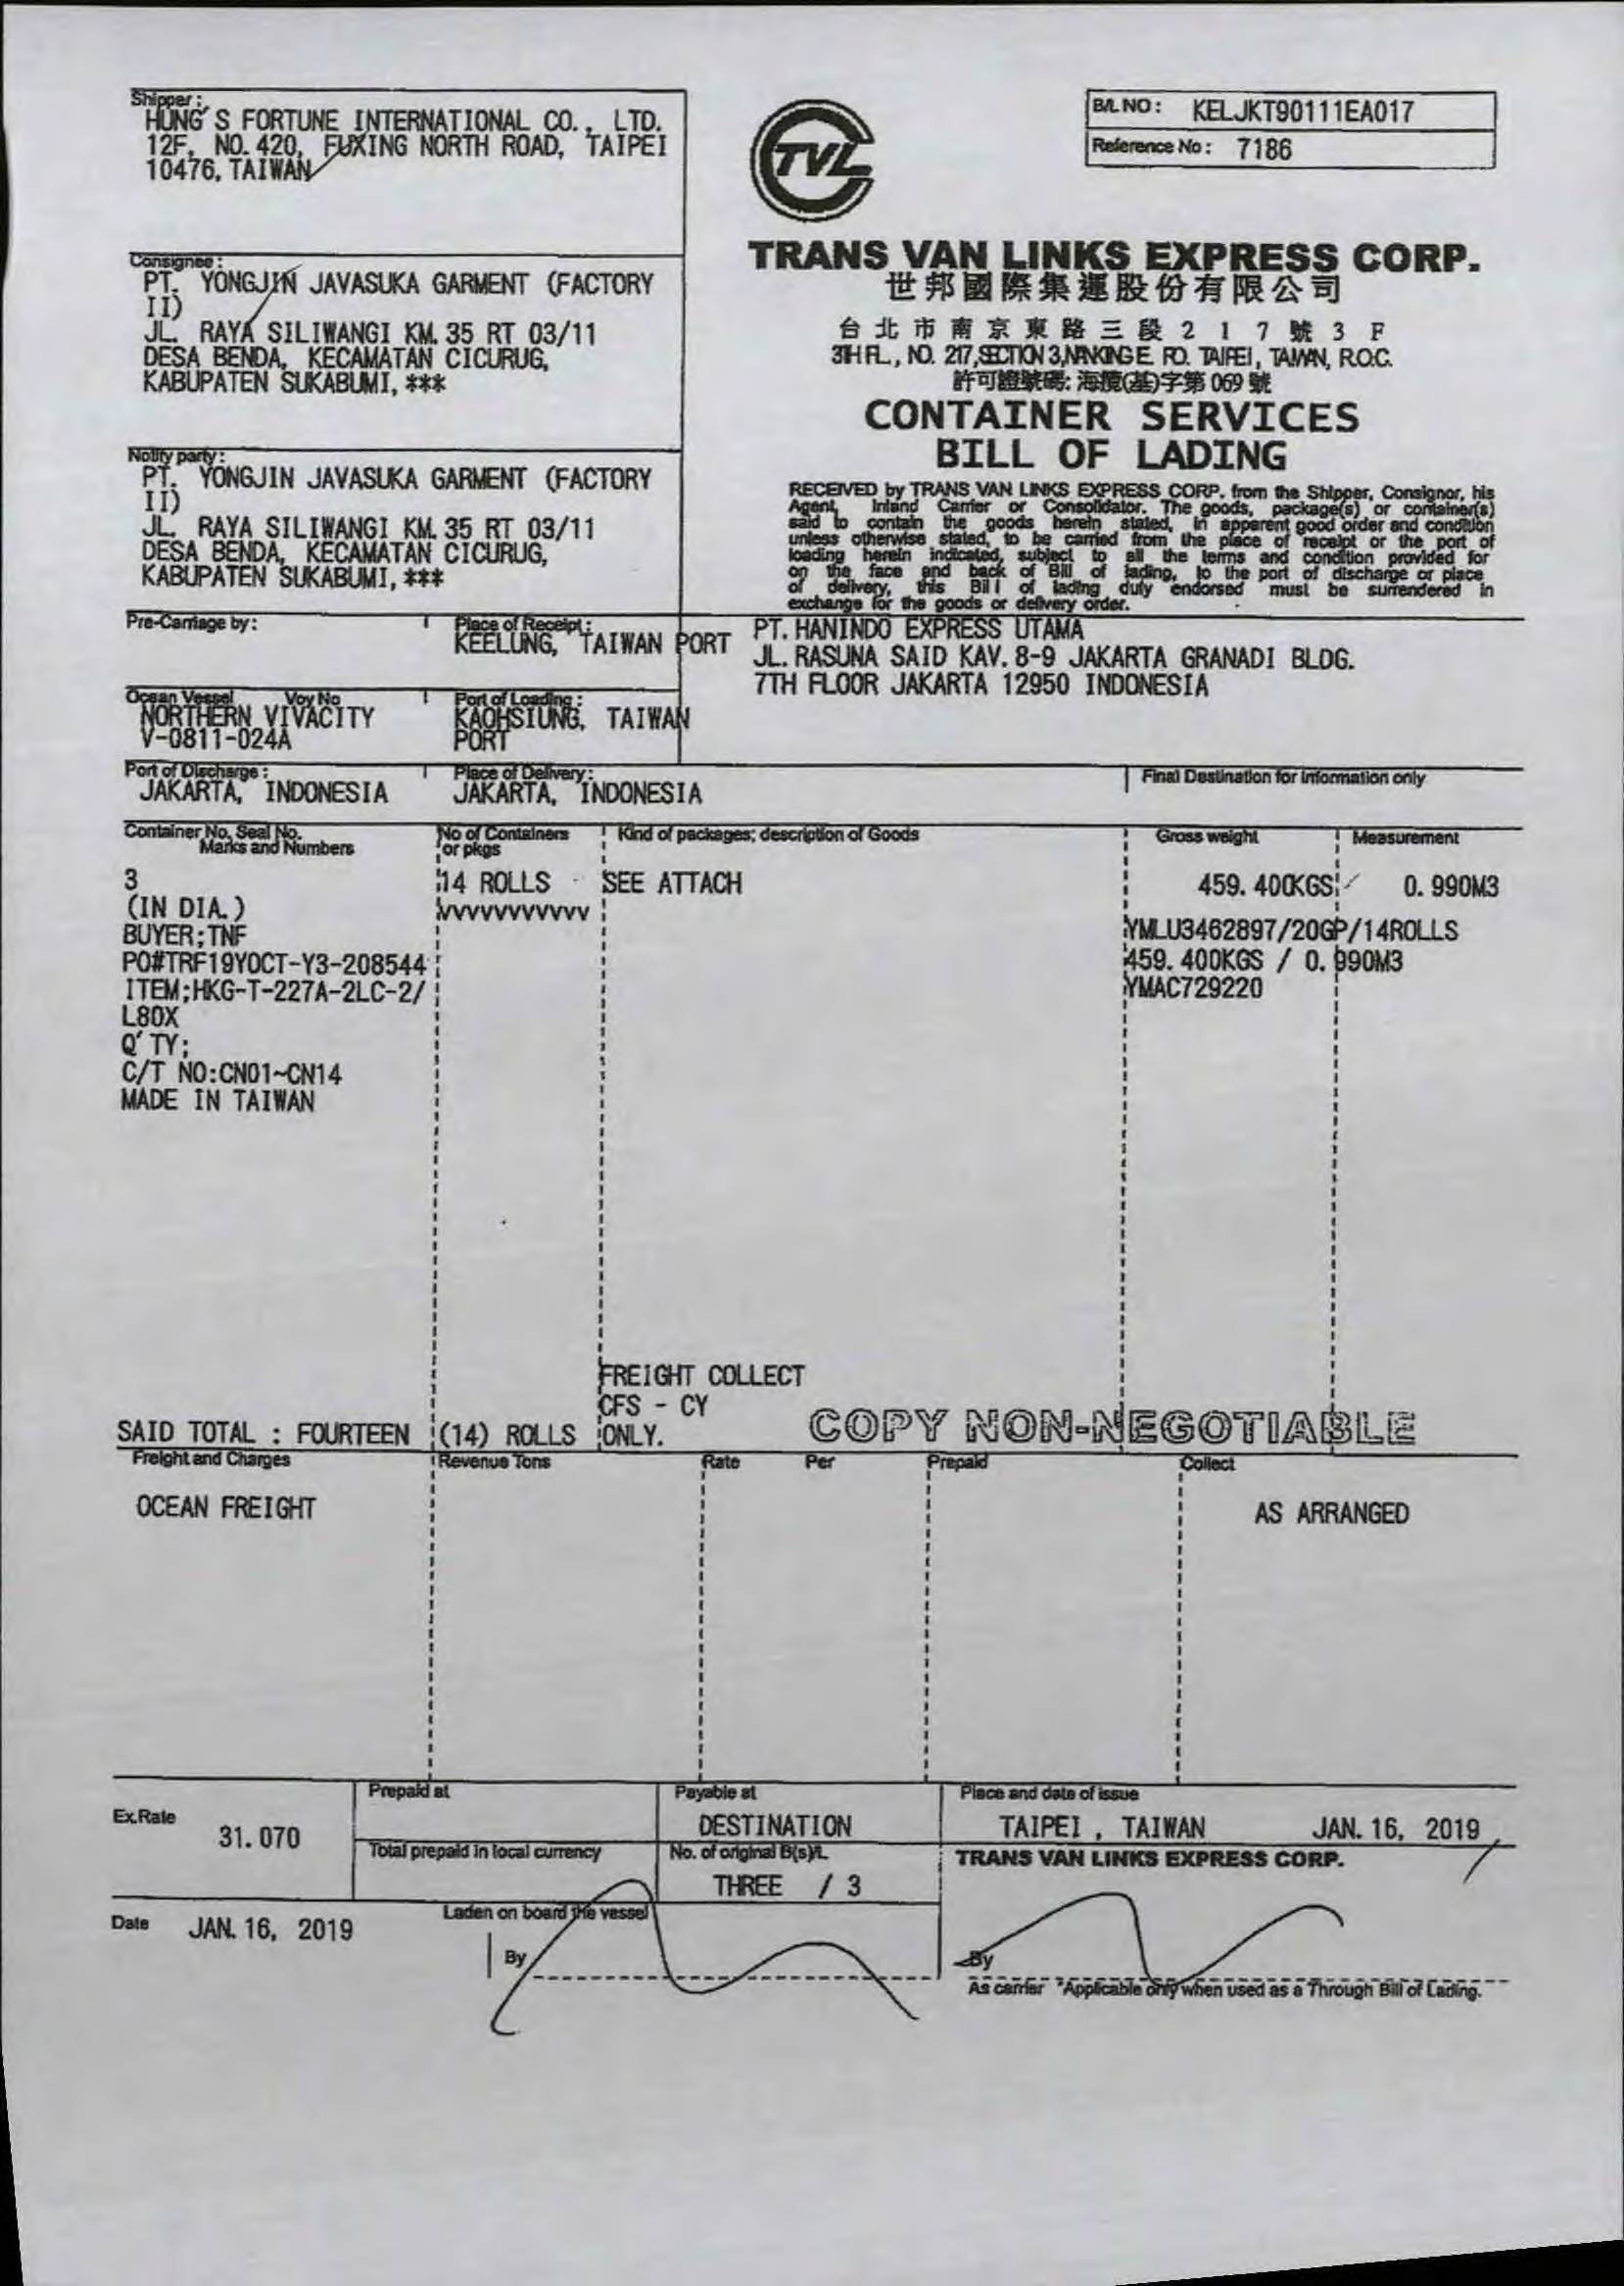 Shipper :
HUNG'S FORTUNE INTERNATIONAL CO., LTD.
12F, NO. 420, FUXING NORTH ROAD, TAIPEI
10476, TAIWAN
B/L NO : KELJKT90111EA017
Reference No : 7186
TVL
TRANS VAN LINKS EXPRESS CORP.
世邦國際集運股份有限公司
台北市南京東路三段217號3F
3TH FL., NO. 217,SECTION 3,NANKING E. RD. TAIPEI, TAIWAN, R.O.C.
許可證號碼: 海攬(基)字第 069 號
CONTAINER SERVICES
BILL OF LADING
RECEIVED by TRANS VAN LINKS EXPRESS CORP. from the Shipper, Consignor, his
Agent, Inland Carrier or Consolidator. The goods, package(s) or container(s)
said to contain the goods herein stated, in apparent good order and condition
unless otherwise stated, to be carried from the place of receipt or the port of
loading herein indicated, subject to all the terms and condition provided for
on the face and back of Bill of lading, to the port of discharge or place
of delivery, this Bill of lading duty endorsed must be surrendered in
exchange for the goods or delivery order.
Consignee :
PT. YONGJIN JAVASUKA GARMENT (FACTORY
II)
JL. RAYA SILIWANGI KM. 35 RT 03/11
DESA BENDA, KECAMATAN CICURUG,
KABUPATEN SUKABUMI, ***
Notify party :
PT. YONGJIN JAVASUKA GARMENT (FACTORY
II)
JL. RAYA SILIWANGI KM. 35 RT 03/11
DESA BENDA, KECAMATAN CICURUG,
KABUPATEN SUKABUMI, ***
Pre-Carriage by :
Place of Receipt :
KEELUNG, TAIWAN PORT
PT. HANINDO EXPRESS UTAMA
JL. RASUNA SAID KAV. 8-9 JAKARTA GRANADI BLDG.
7TH FLOOR JAKARTA 12950 INDONESIA
Ocean Vessel Voy No
NORTHERN VIVACITY
V-0811-024A
Port of Loading :
KAOHSIUNG, TAIWAN
PORT
Port of Discharge :
JAKARTA, INDONESIA
Place of Delivery :
JAKARTA, INDONESIA
Final Destination for information only
Container No. Seal No.
Marks and Numbers
No of Containers
or pkgs
Kind of packages; description of Goods
Gross weight
Measurement
3
(IN DIA.)
BUYER;TNF
PO#TRF19YOCT-Y3-208544
ITEM;HKG-T-227A-2LC-2/
L80X
Q'TY;
C/T NO:CN01~CN14
MADE IN TAIWAN
14 ROLLS
VVVVVVVVVVV
SEE ATTACH
459.400KGS 0.990M3
YMLU3462897/20GP/14ROLLS
459.400KGS / 0.990M3
YMAC729220
FREIGHT COLLECT
CFS - CY
SAID TOTAL : FOURTEEN (14) ROLLS ONLY.
COPY NON-NEGOTIABLE
Freight and Charges
Revenue Tons
Rate
Per
Prepaid
Collect
OCEAN FREIGHT
AS ARRANGED
Ex.Rate
31.070
Prepaid at
Payable at
DESTINATION
Place and date of issue
TAIPEI , TAIWAN JAN. 16, 2019
Total prepaid in local currency
No. of original B(s)/L
THREE / 3
TRANS VAN LINKS EXPRESS CORP.
Date JAN. 16, 2019
Laden on board the vessel
By
By
As carrier *Applicable only when used as a Through Bill of Lading.